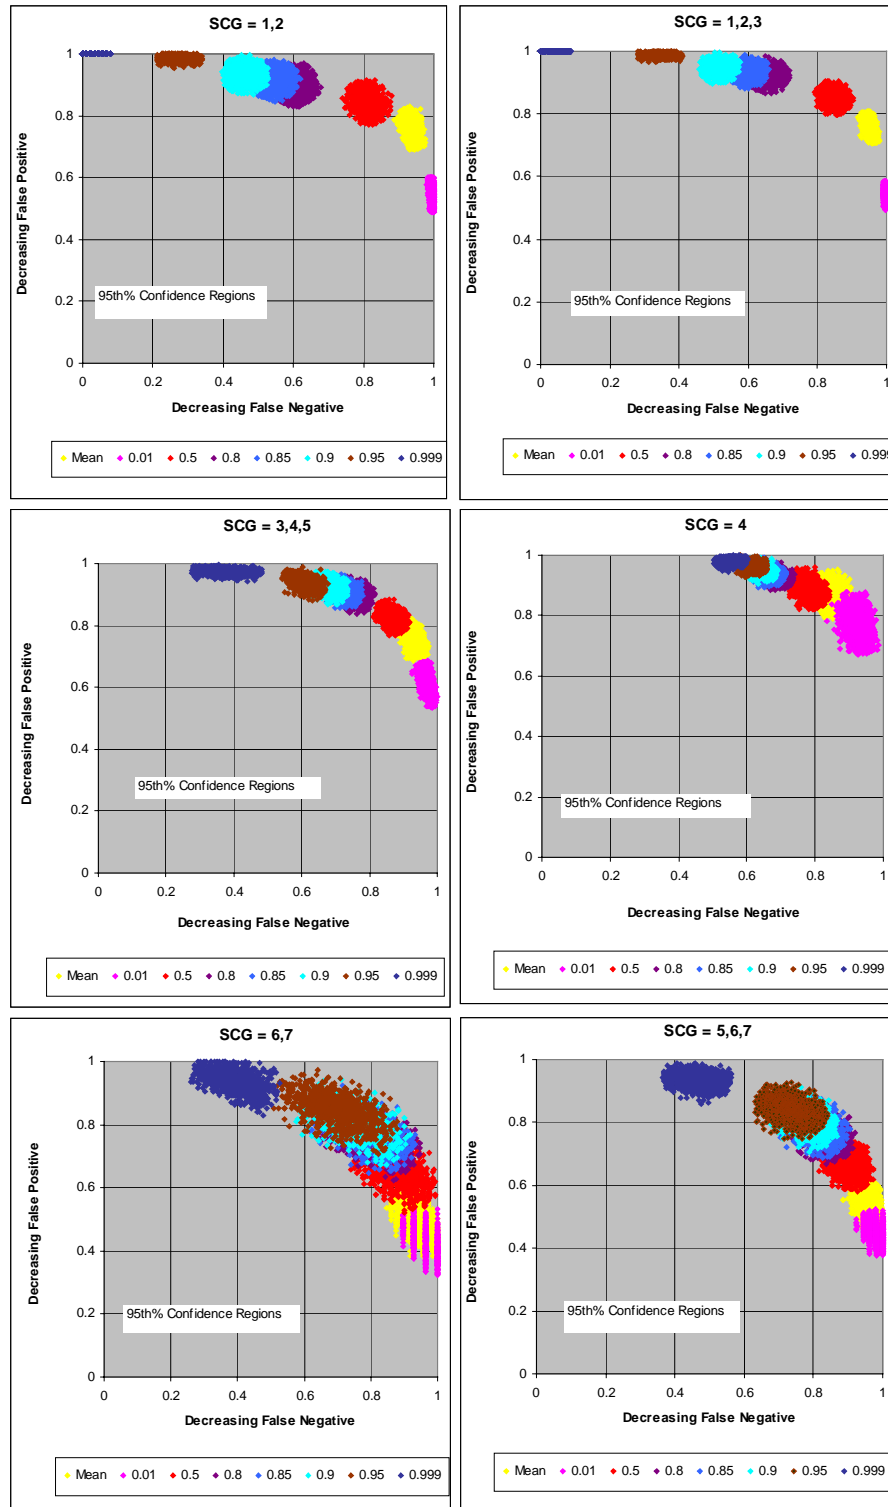 SCG = 1,2
Decreasing False Positive
1
0.8
0.6
0.4
0.2
0
95th% Confidence Regions
0 0.2 0.4 0.6 0.8 1
Decreasing False Negative
Mean 0.01 0.5 0.8 0.85 0.9 0.95 0.999
SCG = 1,2,3
Decreasing False Positive
1
0.8
0.6
0.4
0.2
0
95th% Confidence Regions
0 0.2 0.4 0.6 0.8 1
Decreasing False Negative
Mean 0.01 0.5 0.8 0.85 0.9 0.95 0.999
SCG = 3,4,5
Decreasing False Positive
1
0.8
0.6
0.4
0.2
0
95th% Confidence Regions
0 0.2 0.4 0.6 0.8 1
Decreasing False Negative
Mean 0.01 0.5 0.8 0.85 0.9 0.95 0.999
SCG = 4
Decreasing False Positive
1
0.8
0.6
0.4
0.2
0
95th% Confidence Regions
0 0.2 0.4 0.6 0.8 1
Decreasing False Negative
Mean 0.01 0.5 0.8 0.85 0.9 0.95 0.999
SCG = 6,7
Decreasing False Positive
1
0.8
0.6
0.4
0.2
0
95th% Confidence Regions
0 0.2 0.4 0.6 0.8 1
Decreasing False Negative
Mean 0.01 0.5 0.8 0.85 0.9 0.95 0.999
SCG = 5,6,7
Decreasing False Positive
1
0.8
0.6
0.4
0.2
0
95th% Confidence Regions
0 0.2 0.4 0.6 0.8 1
Decreasing False Negative
Mean 0.01 0.5 0.8 0.85 0.9 0.95 0.999